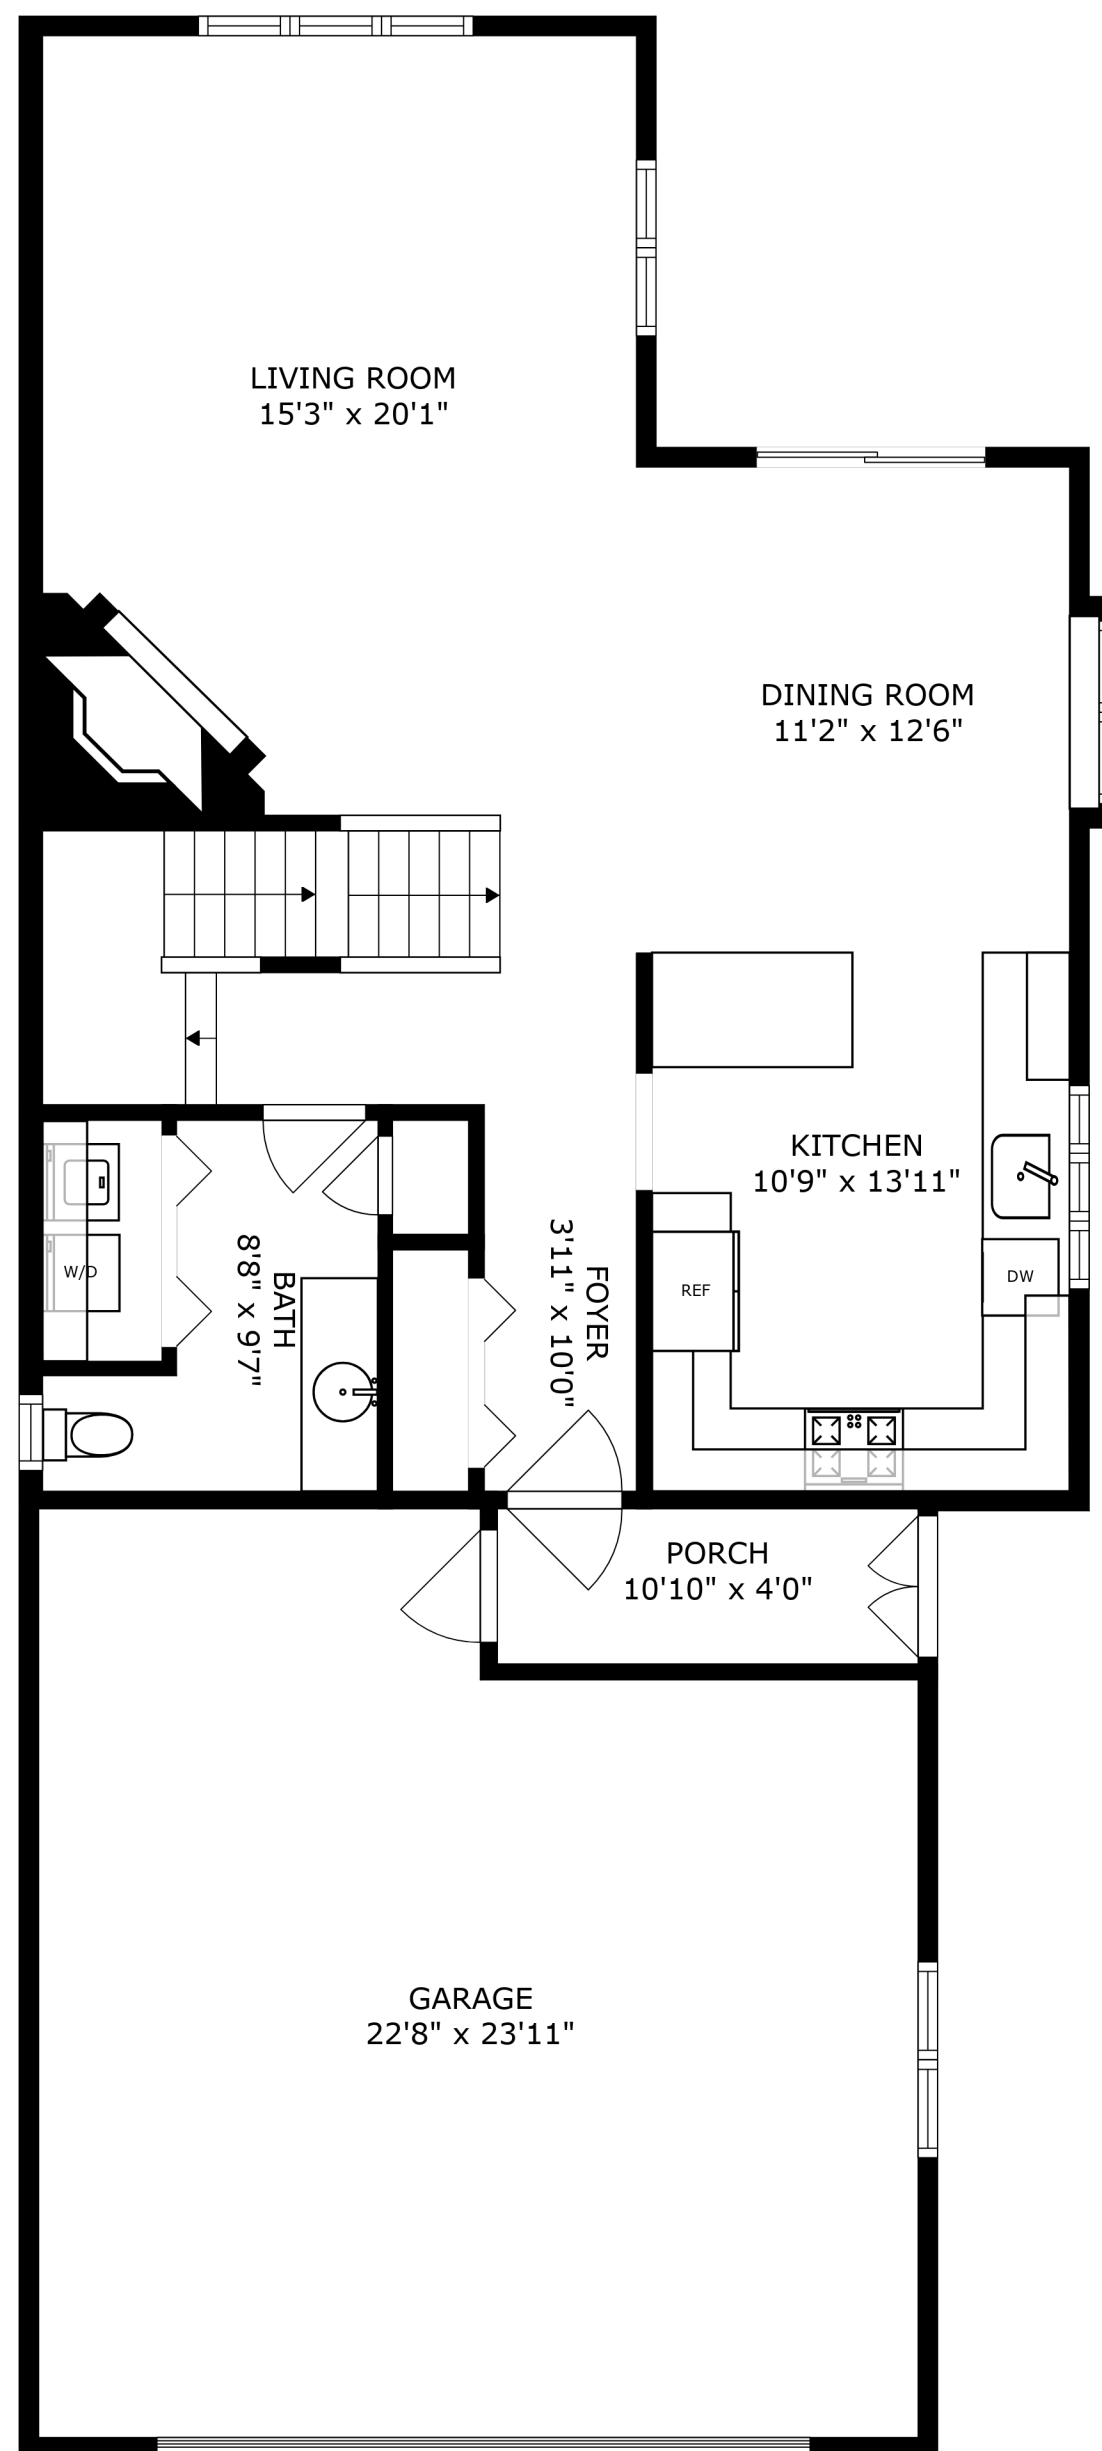 LIVING ROOM
15'3" x 20'1"
DINING ROOM
11'2" x 12'6"
KITCHEN
10'9" x 13'11"
W/D
BATH
8'8" x 9'7"
FOYER
3'11" x 10'0"
REF
DW
PORCH
10'10" x 4'0"
GARAGE
22'8" x 23'11"